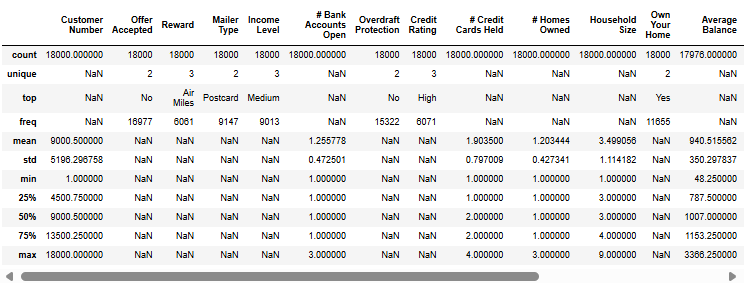 Customer Number Offer Accepted Reward Mailer Type Income Level # Bank Accounts Open Overdraft Protection Credit Rating # Credit Cards Held # Homes Owned Household Size Own Your Home Average Balance
count 18000.000000 18000 18000 18000 18000 18000.000000 18000 18000 18000.000000 18000.000000 18000.000000 18000 17976.000000
unique NaN 2 3 2 3 NaN 2 3 NaN NaN NaN 2 NaN
top NaN No Air Miles Postcard Medium NaN No High NaN NaN NaN Yes NaN
freq NaN 16977 6061 9147 9013 NaN 15322 6071 NaN NaN NaN 11655 NaN
mean 9000.500000 NaN NaN NaN NaN 1.255778 NaN NaN 1.903500 1.203444 3.499056 NaN 940.515562
std 5196.296758 NaN NaN NaN NaN 0.472501 NaN NaN 0.797009 0.427341 1.114182 NaN 350.297837
min 1.000000 NaN NaN NaN NaN 1.000000 NaN NaN 1.000000 1.000000 1.000000 NaN 48.250000
25% 4500.750000 NaN NaN NaN NaN 1.000000 NaN NaN 1.000000 1.000000 3.000000 NaN 787.500000
50% 9000.500000 NaN NaN NaN NaN 1.000000 NaN NaN 2.000000 1.000000 3.000000 NaN 1007.000000
75% 13500.250000 NaN NaN NaN NaN 1.000000 NaN NaN 2.000000 1.000000 4.000000 NaN 1153.250000
max 18000.000000 NaN NaN NaN NaN 3.000000 NaN NaN 4.000000 3.000000 9.000000 NaN 3366.250000